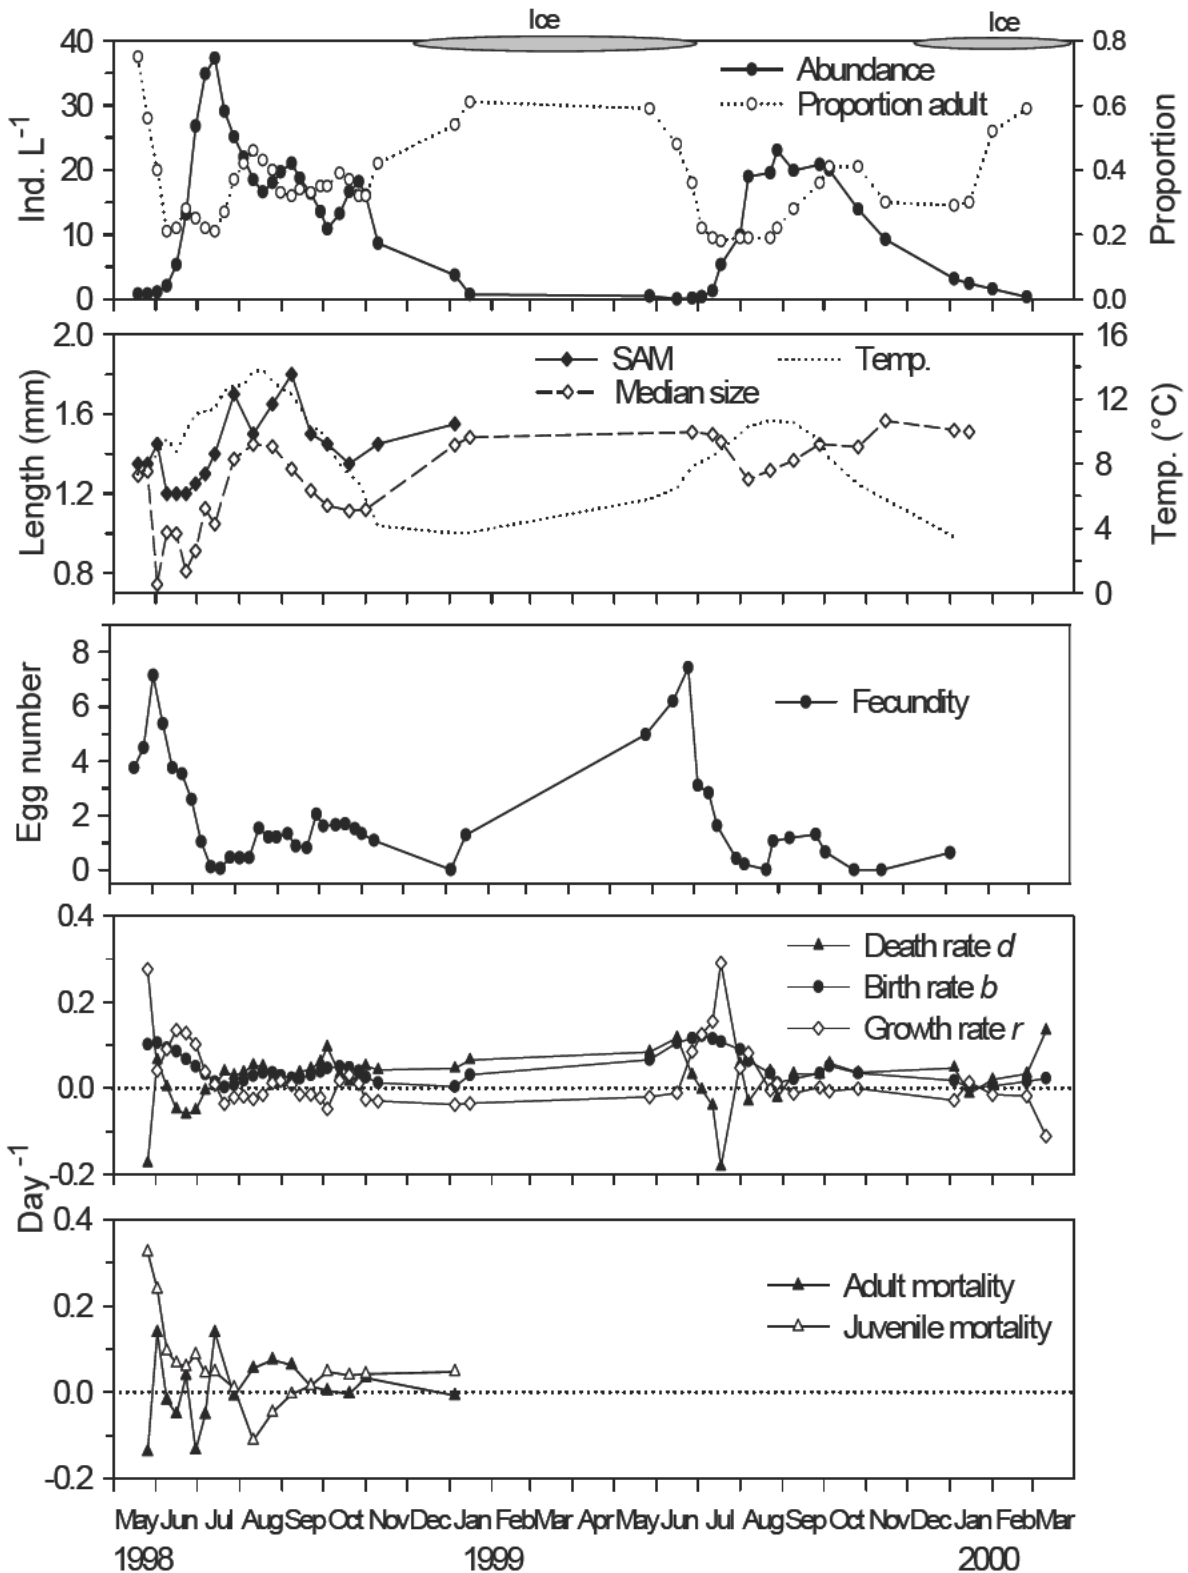 Ice
Ice
40
30
20
10
0
Ind. L-1
0.8
0.6
0.4
0.2
0.0
Proportion
Abundance
Proportion adult
2.0
1.6
1.2
0.8
Length (mm)
16
12
8
4
0
Temp. (°C)
SAM
Temp.
Median size
8
6
4
2
0
Egg number
Fecundity
0.4
0.2
0.0
-0.2
Death rate d
Birth rate b
Growth rate r
Day-1
0.4
0.2
0.0
-0.2
Adult mortality
Juvenile mortality
May Jun Jul Aug Sep Oct Nov Dec Jan Feb Mar Apr May Jun Jul Aug Sep Oct Nov Dec Jan Feb Mar
1998 1999 2000